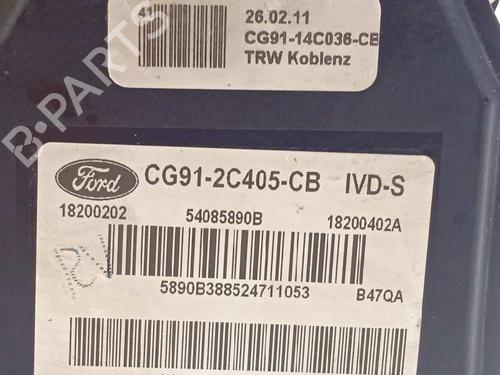 41
26.02.11
CG91-14C036-CB
TRW Koblenz
B-PARTS
Ford CG91-2C405-CB IVD-S
18200202 54085890B 18200402A
5890B388524711053 B47QA